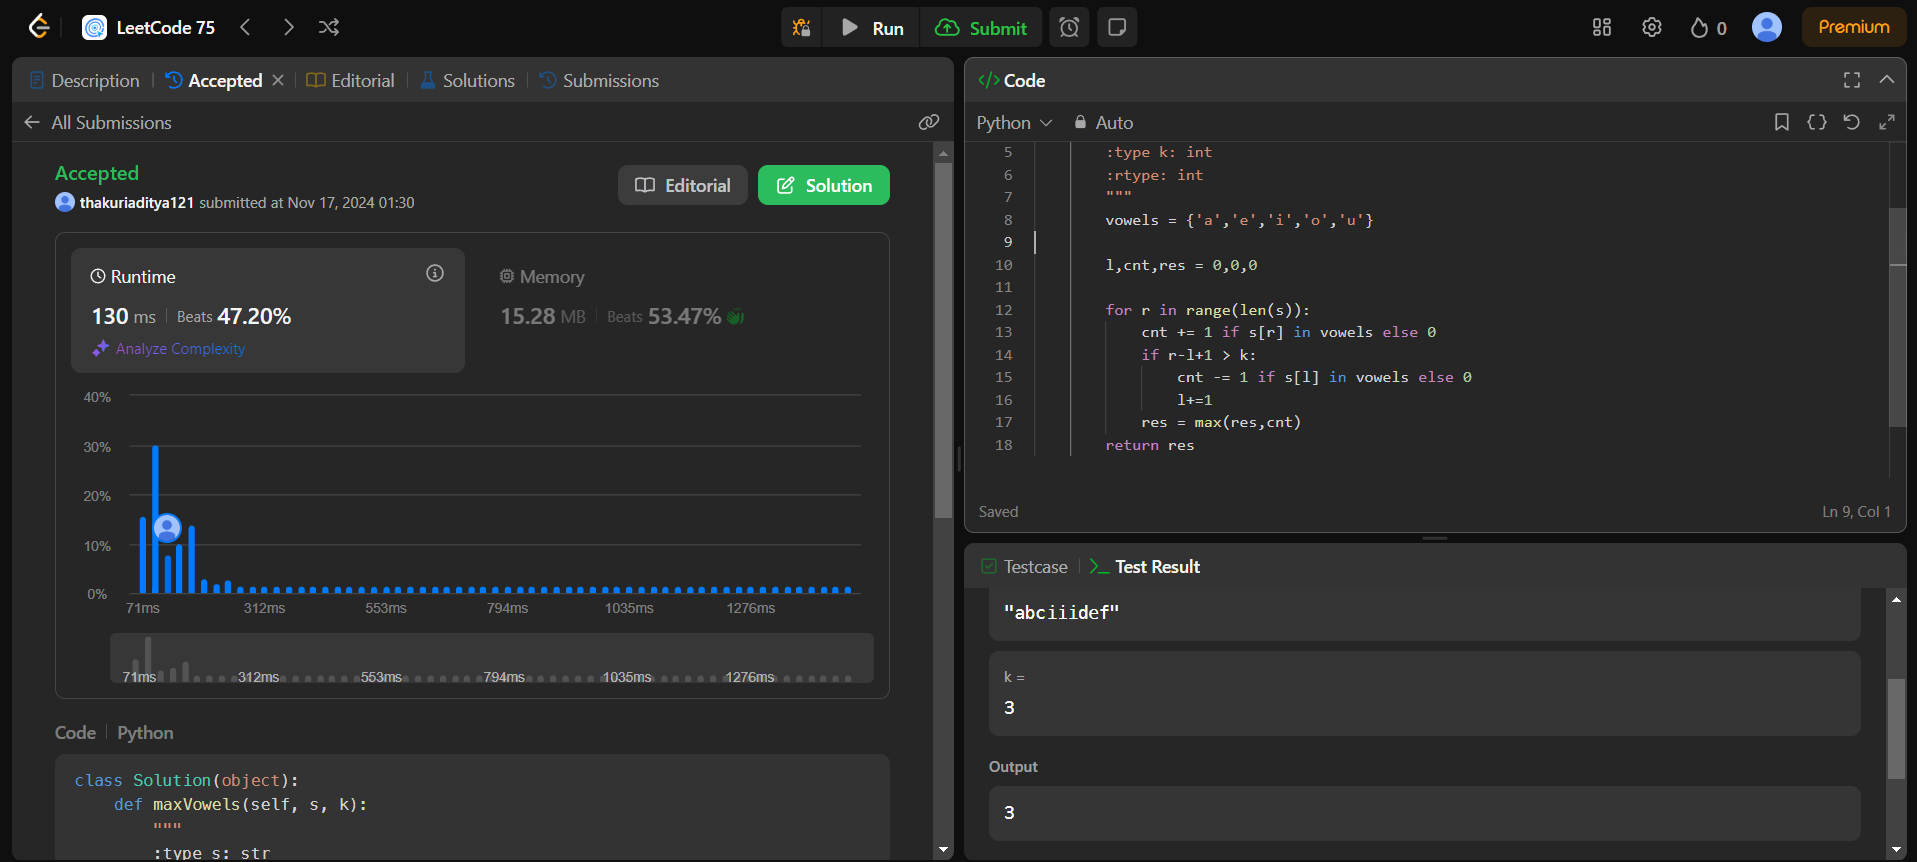 LeetCode 75
Run
Submit
0
Premium
Description
Accepted
Editorial
Solutions
Submissions
All Submissions
Accepted
thakuriaditya121 submitted at Nov 17, 2024 01:30
Editorial
Solution
Runtime
130 ms
Beats 47.20%
Analyze Complexity
Memory
15.28 MB
Beats 53.47%
40%
30%
20%
10%
0%
71ms 312ms 553ms 794ms 1035ms 1276ms
71ms 312ms 553ms 794ms 1035ms 1276ms
Code
Python
class Solution(object):
    def maxVowels(self, s, k):
        """
        :type s: str
Code
Python
Auto
5 :type k: int
6 :rtype: int
7 """
8 vowels = {'a','e','i','o','u'}
9
10 l,cnt,res = 0,0,0
11
12 for r in range(len(s)):
13     cnt += 1 if s[r] in vowels else 0
14     if r-l+1 > k:
15         cnt -= 1 if s[l] in vowels else 0
16         l+=1
17     res = max(res,cnt)
18 return res
Saved
Ln 9, Col 1
Testcase
Test Result
"abciiidef"
k =
3
Output
3